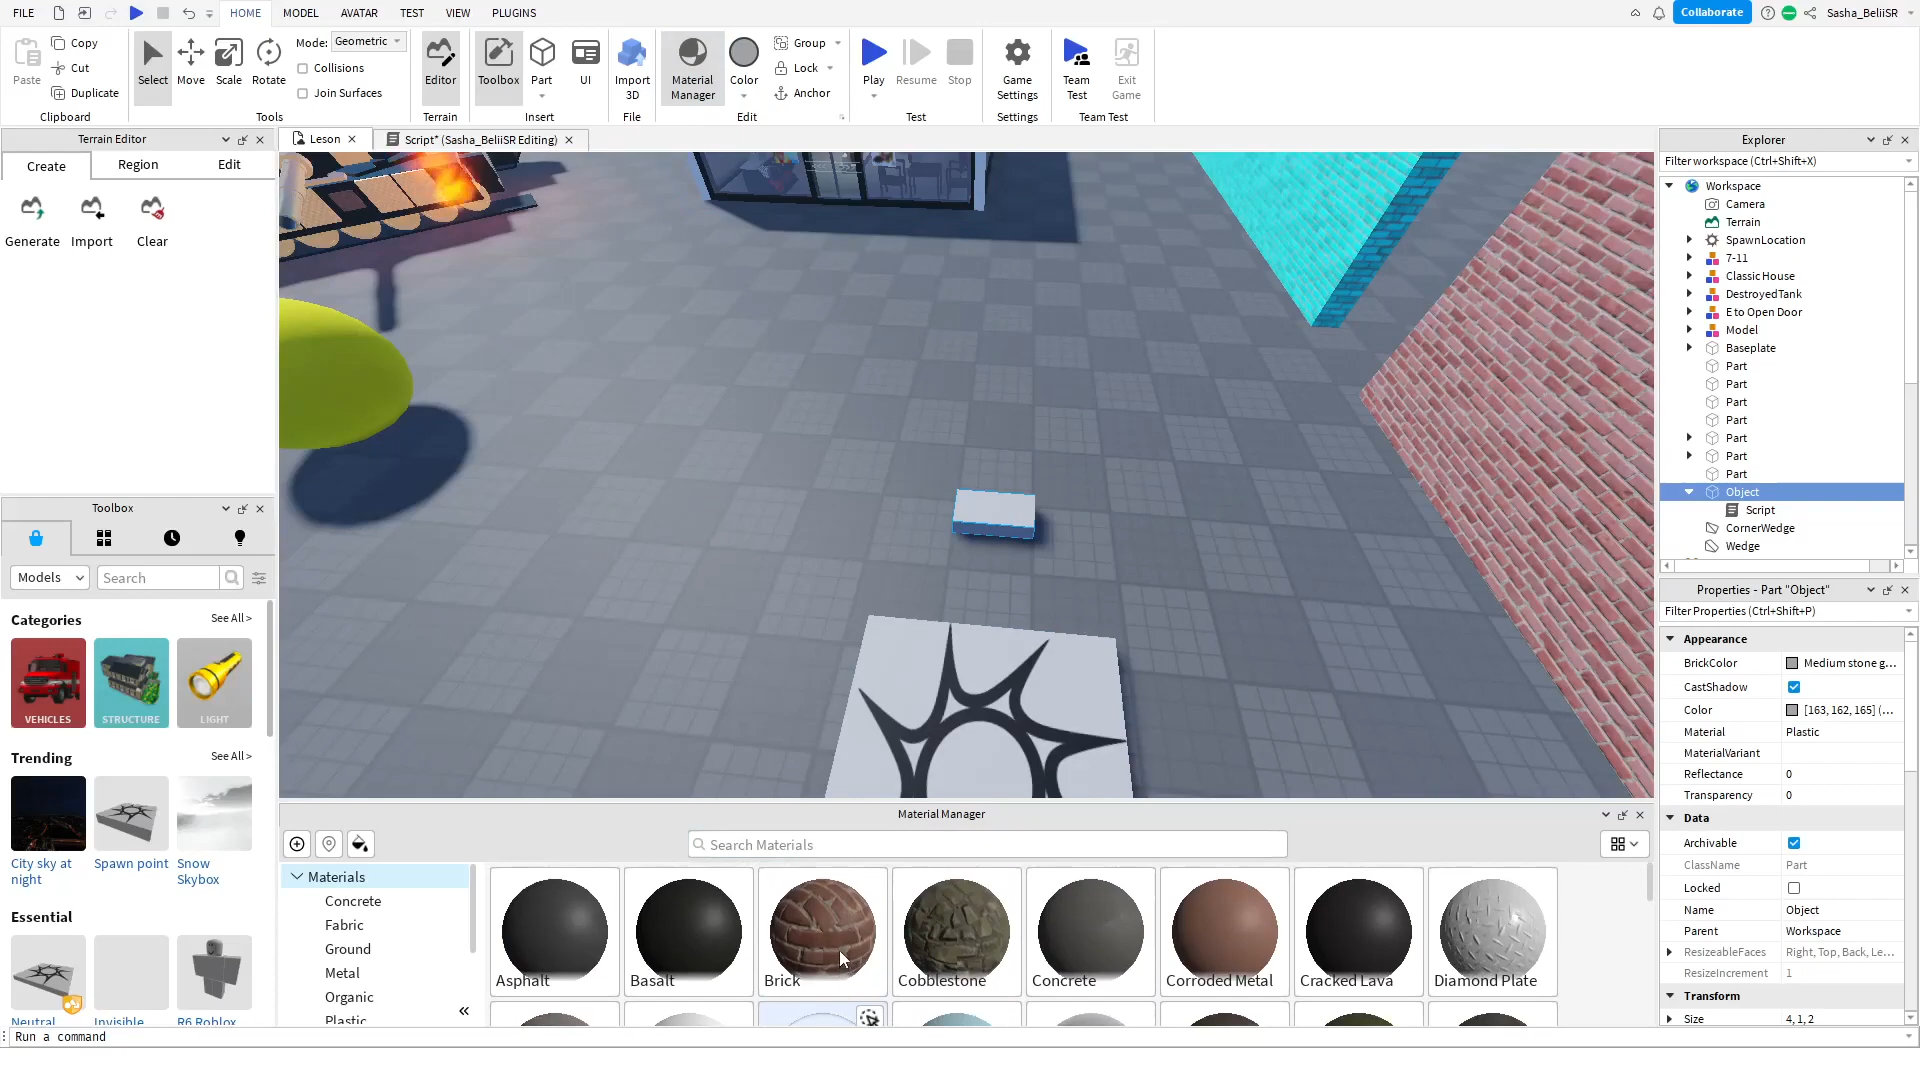 FILE HOME MODEL AVATAR TEST VIEW PLUGINS Collaborate Sasha_BeliiSR
Copy
Cut
Duplicate
Paste
Clipboard
Select Move Scale Rotate
Mode: Geometric
Collisions
Join Surfaces
Tools
Editor
Terrain
Toolbox Part UI
Insert
Import 3D
File
Material Manager
Color
Group
Lock
Anchor
Edit
Play Resume Stop
Test
Game Settings
Settings
Team Test
Exit Game
Team Test
Terrain Editor
Create Region Edit
Generate Import Clear
Leson
Script* (Sasha_BeliiSR Editing)
Toolbox
Models Search
Categories See All >
VEHICLES STRUCTURE LIGHT
Trending See All >
City sky at night
Spawn point
Snow Skybox
Essential
Neutral Invisible R6 Roblox
Material Manager
Search Materials
Materials
Concrete
Fabric
Ground
Metal
Organic
Plastic
«
Asphalt Basalt Brick Cobblestone Concrete Corroded Metal Cracked Lava Diamond Plate
Explorer
Filter workspace (Ctrl+Shift+X)
Workspace
Camera
Terrain
SpawnLocation
7-11
Classic House
DestroyedTank
E to Open Door
Model
Baseplate
Part
Part
Part
Part
Part
Part
Part
Object
Script
CornerWedge
Wedge
Properties - Part "Object"
Filter Properties (Ctrl+Shift+P)
Appearance
BrickColor Medium stone g...
CastShadow
Color [163, 162, 165] (...
Material Plastic
MaterialVariant
Reflectance 0
Transparency 0
Data
Archivable
ClassName Part
Locked
Name Object
Parent Workspace
ResizeableFaces Right, Top, Back, Le...
ResizeIncrement 1
Transform
Size 4, 1, 2
Run a command